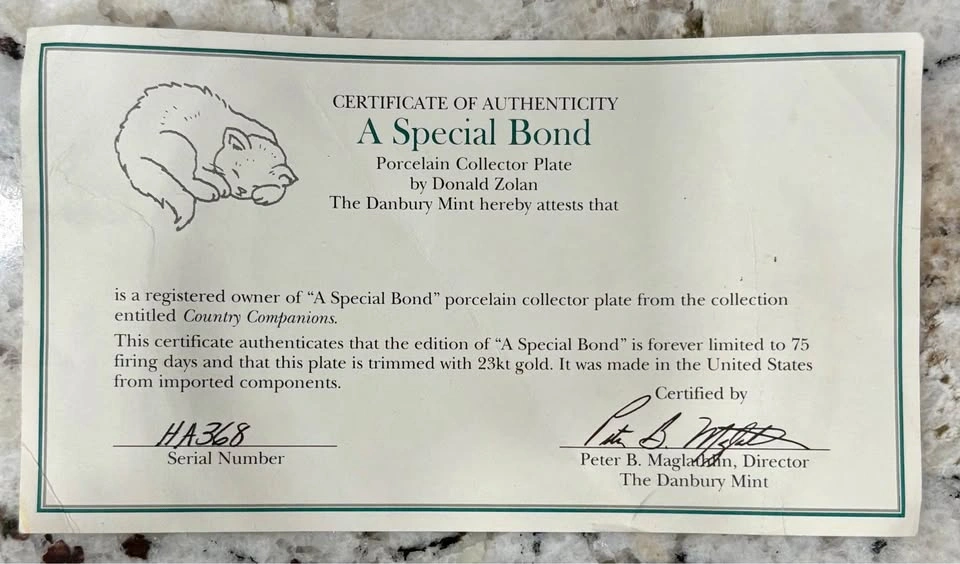 CERTIFICATE OF AUTHENTICITY
A Special Bond
Porcelain Collector Plate
by Donald Zolan
The Danbury Mint hereby attests that
is a registered owner of “A Special Bond” porcelain collector plate from the collection
entitled Country Companions.
This certificate authenticates that the edition of “A Special Bond” is forever limited to 75
firing days and that this plate is trimmed with 23kt gold. It was made in the United States
from imported components.
Certified by
HA368
Serial Number
Peter B. Maglathlin, Director
The Danbury Mint